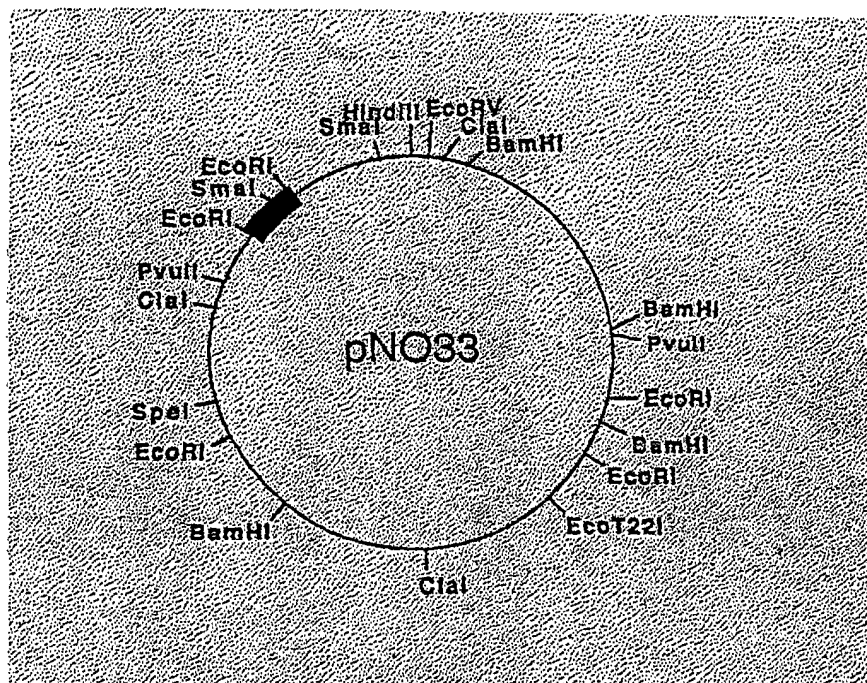 HindIII
EcoRV
SmaI
ClaI
BamHI
EcoRI
SmaI
EcoRI
PvuII
ClaI
BamHI
PvuII
pNO33
EcoRI
SpeI
BamHI
EcoRI
EcoRI
BamHI
EcoT22I
ClaI